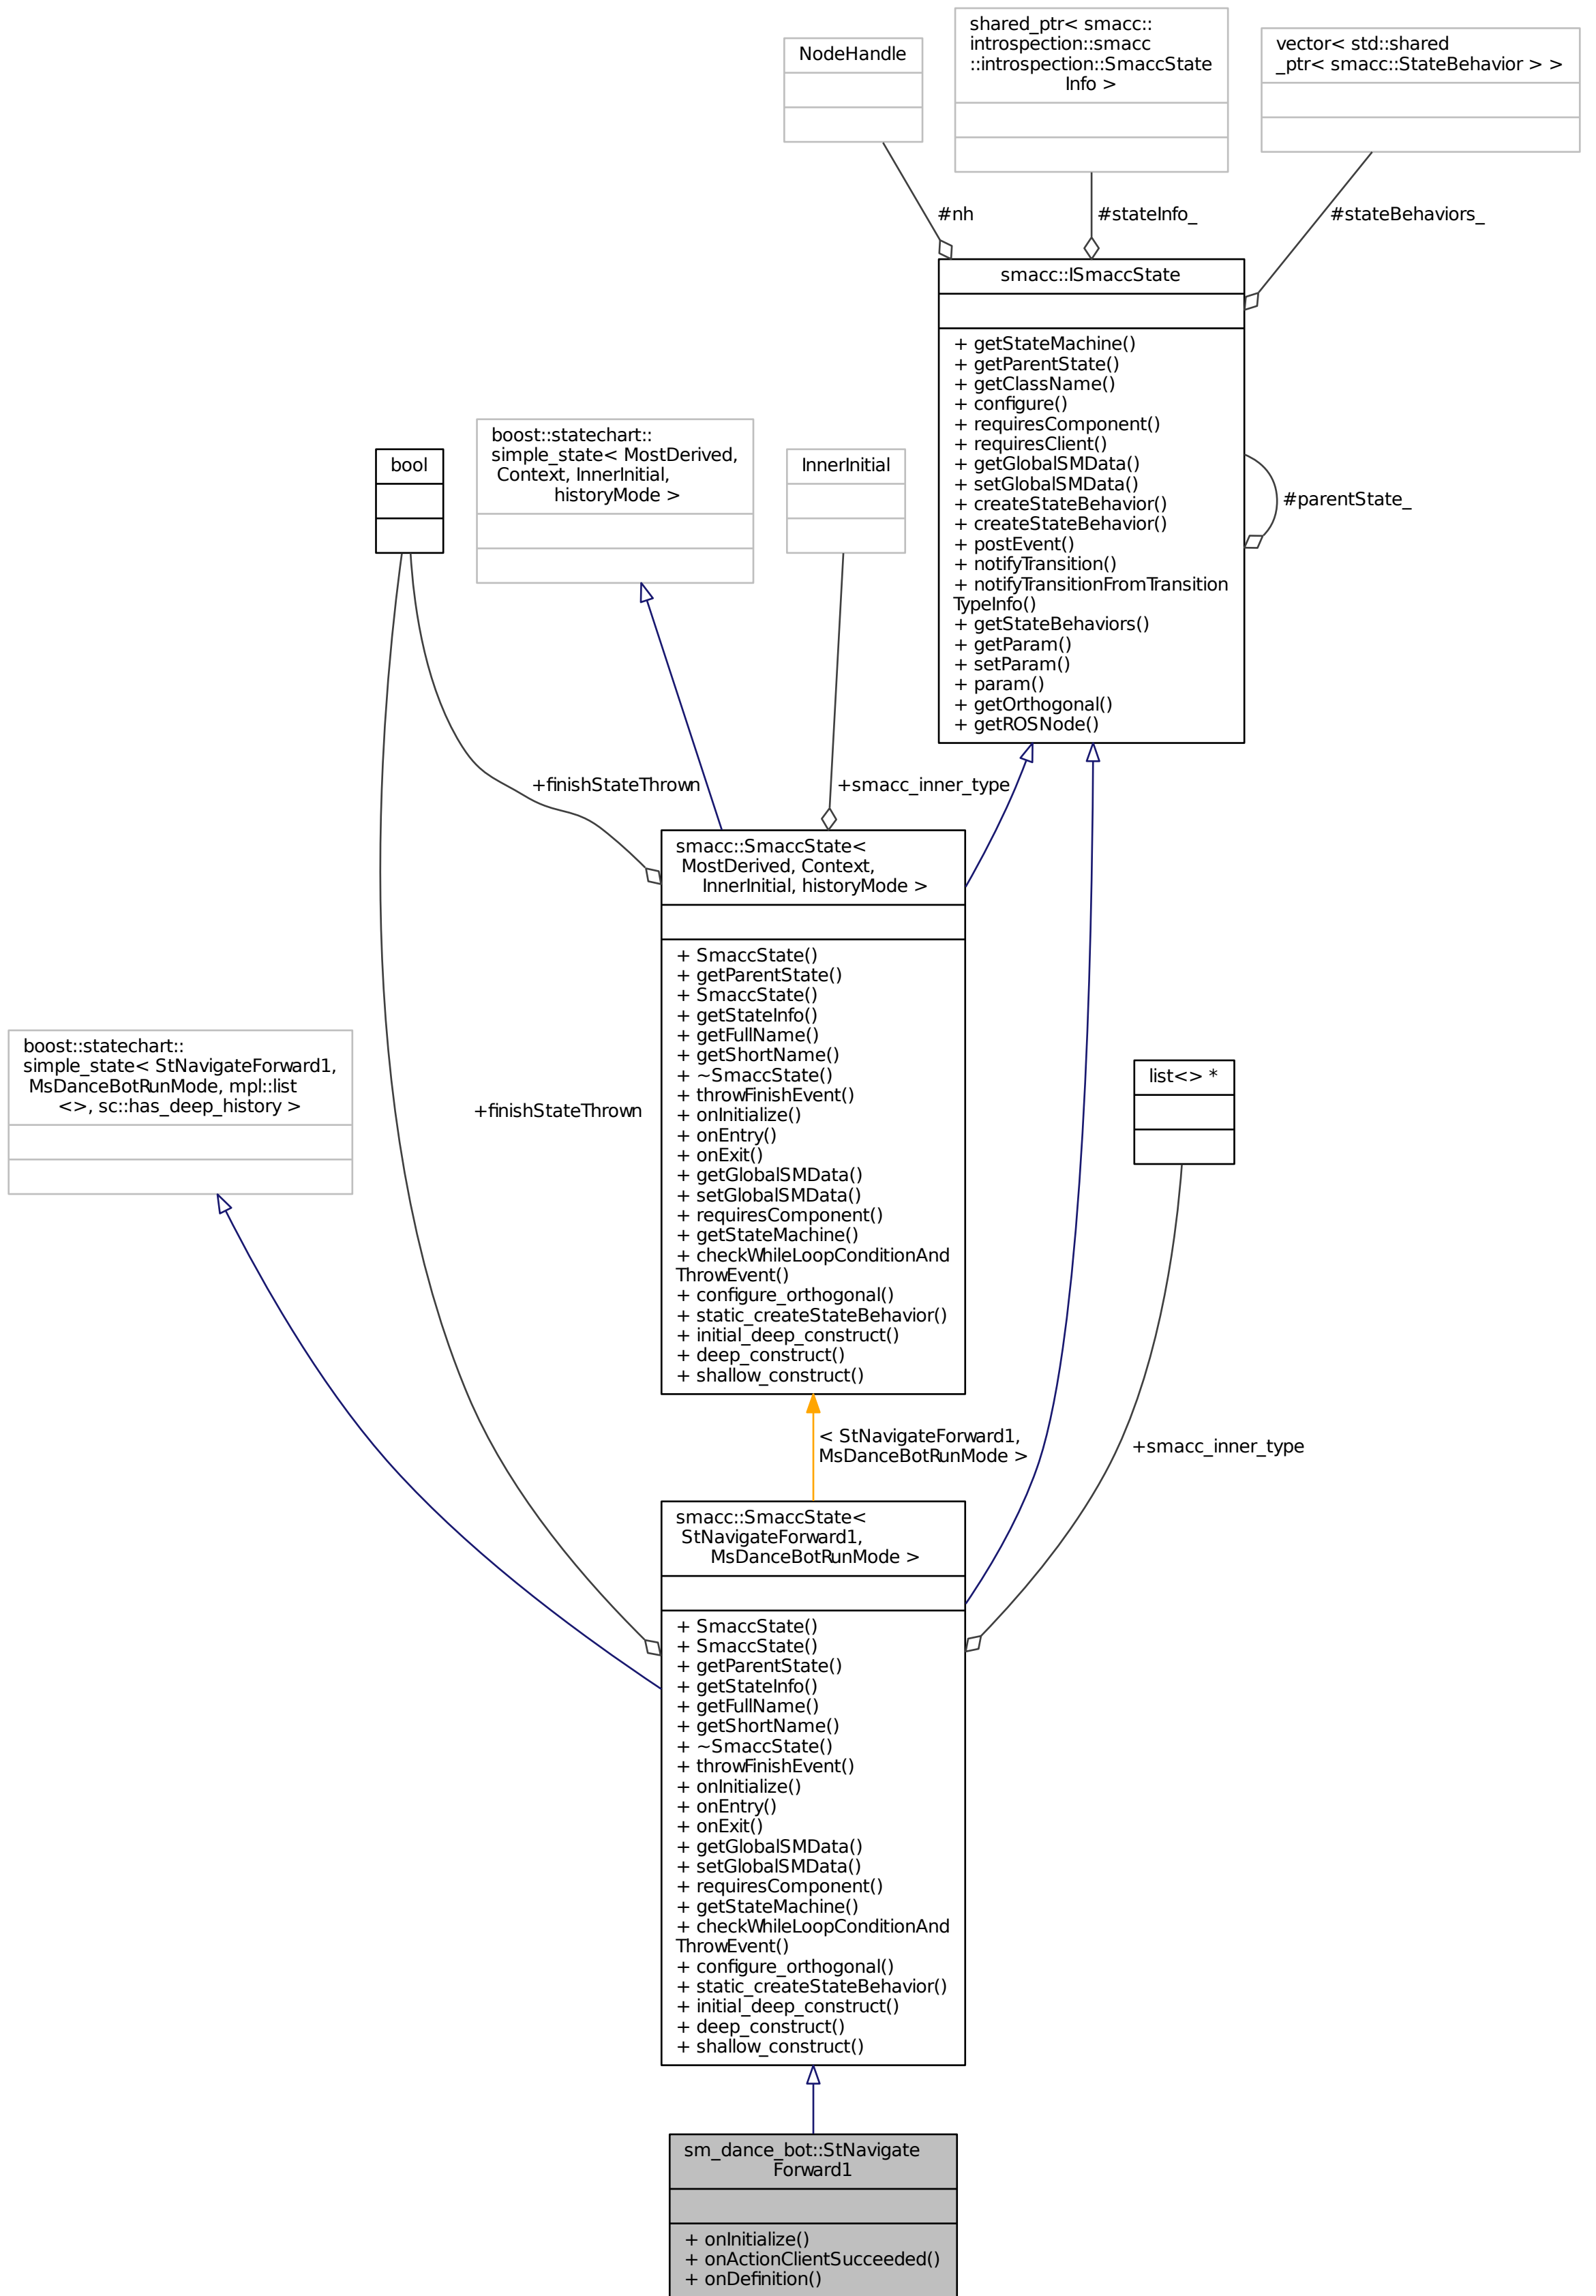 NodeHandle
shared_ptr< smacc::
introspection::smacc
::introspection::SmaccState
Info >
vector< std::shared
_ptr< smacc::StateBehavior > >
#nh
#stateInfo_
#stateBehaviors_
smacc::ISmaccState
+ getStateMachine()
+ getParentState()
+ getClassName()
+ configure()
+ requiresComponent()
+ requiresClient()
+ getGlobalSMData()
+ setGlobalSMData()
+ createStateBehavior()
+ createStateBehavior()
+ postEvent()
+ notifyTransition()
+ notifyTransitionFromTransition
TypeInfo()
+ getStateBehaviors()
+ getParam()
+ setParam()
+ param()
+ getOrthogonal()
+ getROSNode()
#parentState_
bool
boost::statechart::
simple_state< MostDerived,
Context, InnerInitial,
historyMode >
InnerInitial
+finishStateThrown
+smacc_inner_type
smacc::SmaccState<
MostDerived, Context,
InnerInitial, historyMode >
+ SmaccState()
+ getParentState()
+ SmaccState()
+ getStateInfo()
+ getFullName()
+ getShortName()
+ ~SmaccState()
+ throwFinishEvent()
+ onInitialize()
+ onEntry()
+ onExit()
+ getGlobalSMData()
+ setGlobalSMData()
+ requiresComponent()
+ getStateMachine()
+ checkWhileLoopConditionAnd
ThrowEvent()
+ configure_orthogonal()
+ static_createStateBehavior()
+ initial_deep_construct()
+ deep_construct()
+ shallow_construct()
boost::statechart::
simple_state< StNavigateForward1,
MsDanceBotRunMode, mpl::list
<>, sc::has_deep_history >
+finishStateThrown
list<> *
< StNavigateForward1,
MsDanceBotRunMode >
+smacc_inner_type
smacc::SmaccState<
StNavigateForward1,
MsDanceBotRunMode >
+ SmaccState()
+ SmaccState()
+ getParentState()
+ getStateInfo()
+ getFullName()
+ getShortName()
+ ~SmaccState()
+ throwFinishEvent()
+ onInitialize()
+ onEntry()
+ onExit()
+ getGlobalSMData()
+ setGlobalSMData()
+ requiresComponent()
+ getStateMachine()
+ checkWhileLoopConditionAnd
ThrowEvent()
+ configure_orthogonal()
+ static_createStateBehavior()
+ initial_deep_construct()
+ deep_construct()
+ shallow_construct()
sm_dance_bot::StNavigate
Forward1
+ onInitialize()
+ onActionClientSucceeded()
+ onDefinition()